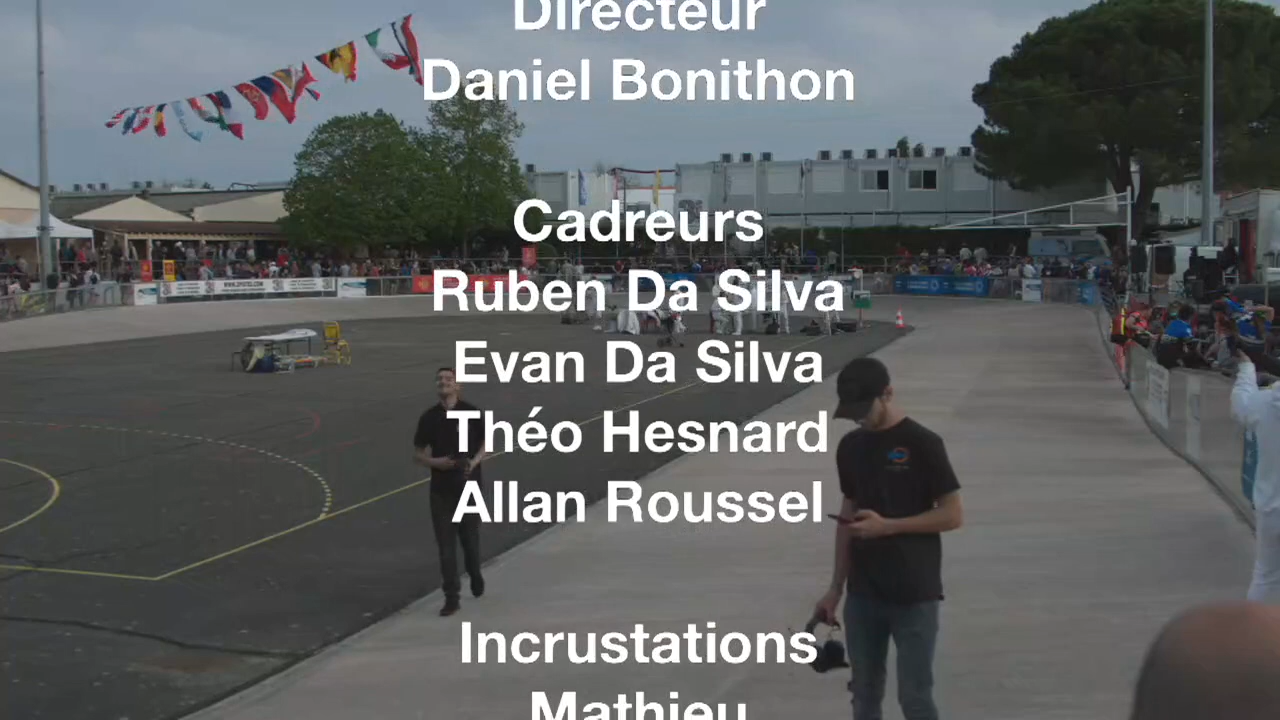 Directeur
Daniel Bonithon
Cadreurs
Ruben Da Silva
Evan Da Silva
Théo Hesnard
Allan Roussel
Incrustations
Mathieu